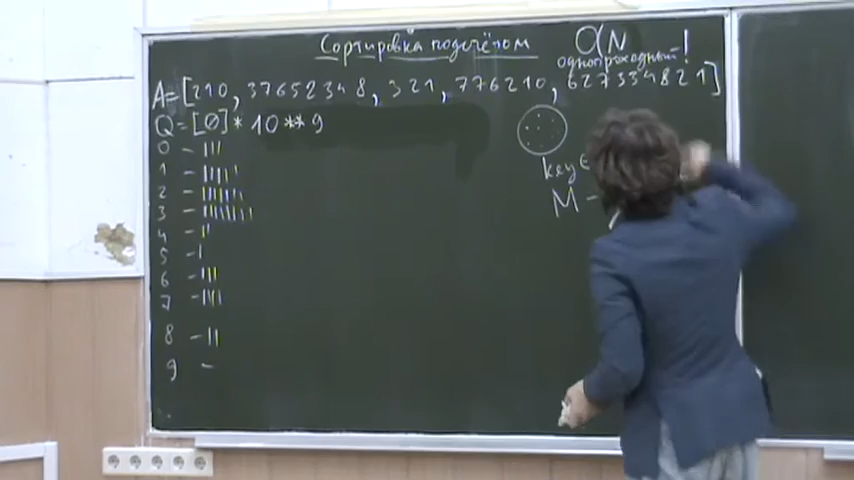 Сортировка подсчётом O(N
однопроходный!
A=[210, 37652348, 321, 776210, 627334821]
Q=[0]*10**9
0 - |||
1 - |||||
2 - |||||||
3 - |||||||||
4 - ||
5 - |
6 - |||
7 - ||||
8 - ||
9 -
key ∈
M -